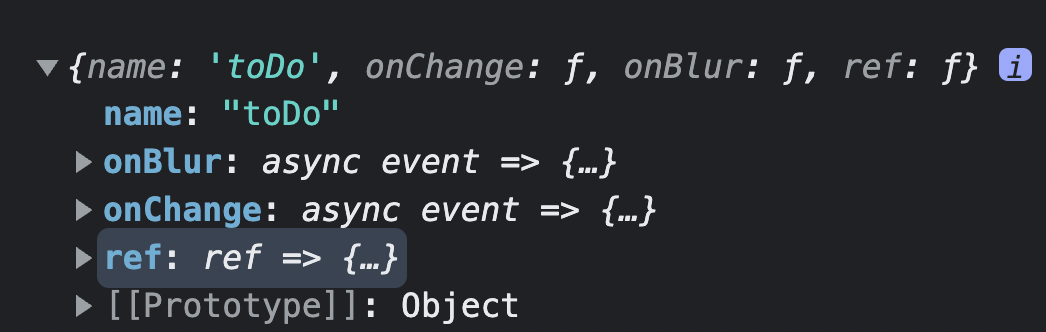 ▼ {name: 'toDo', onChange: ƒ, onBlur: ƒ, ref: ƒ} i
name: "toDo"
▶ onBlur: async event => {…}
▶ onChange: async event => {…}
▶ ref: ref => {…}
▶ [[Prototype]]: Object